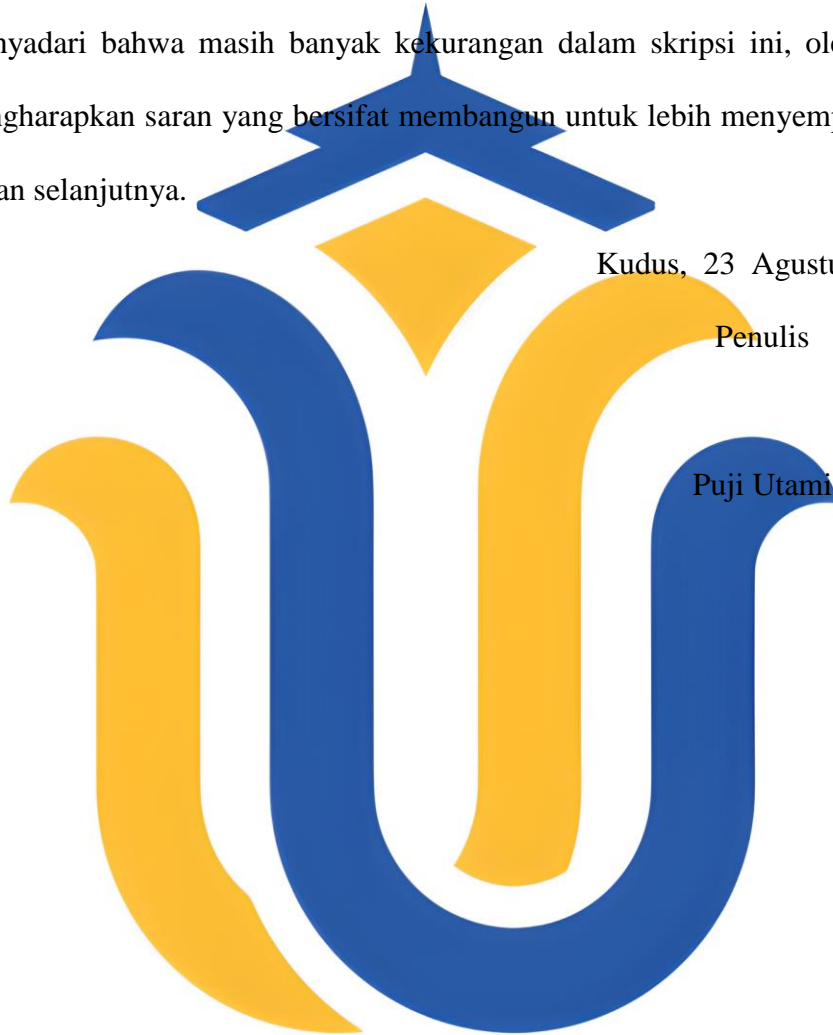 nyadari bahwa masih banyak kekurangan dalam skripsi ini, ole
ngharapkan saran yang bersifat membangun untuk lebih menyemp
an selanjutnya.
Kudus, 23 Agustu
Penulis
Puji Utami